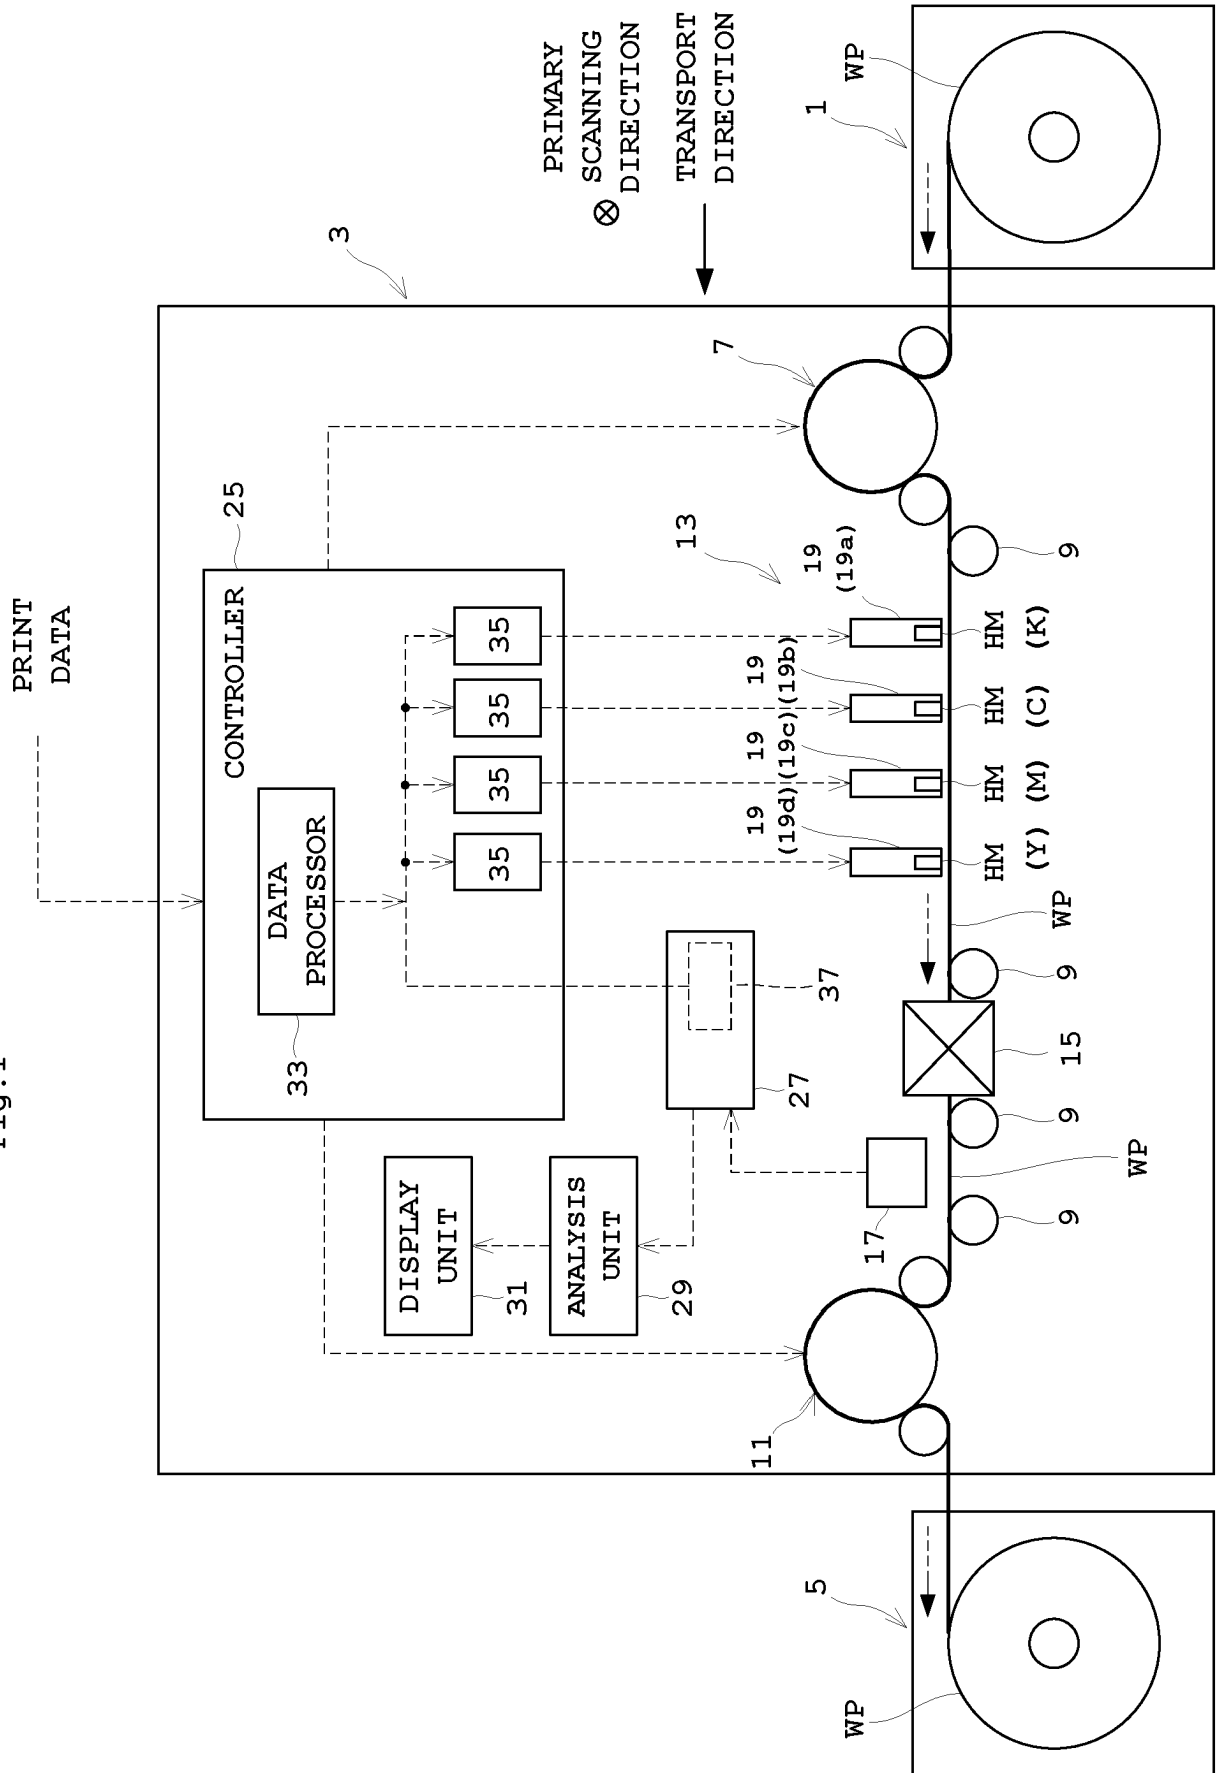 Fig.1
PRINT
DATA
3
25
CONTROLLER
DATA
PROCESSOR
33
35
35
35
35
PRIMARY
SCANNING
DIRECTION
TRANSPORT
DIRECTION
DISPLAY
UNIT
31
ANALYSIS
UNIT
29
37
27
13
7
11
19
(19d)
19
(19c)
19
(19b)
19
(19a)
5
WP
17
WP
9
9
15
9
WP
HM
(Y)
HM
(M)
HM
(C)
HM
(K)
9
1
WP